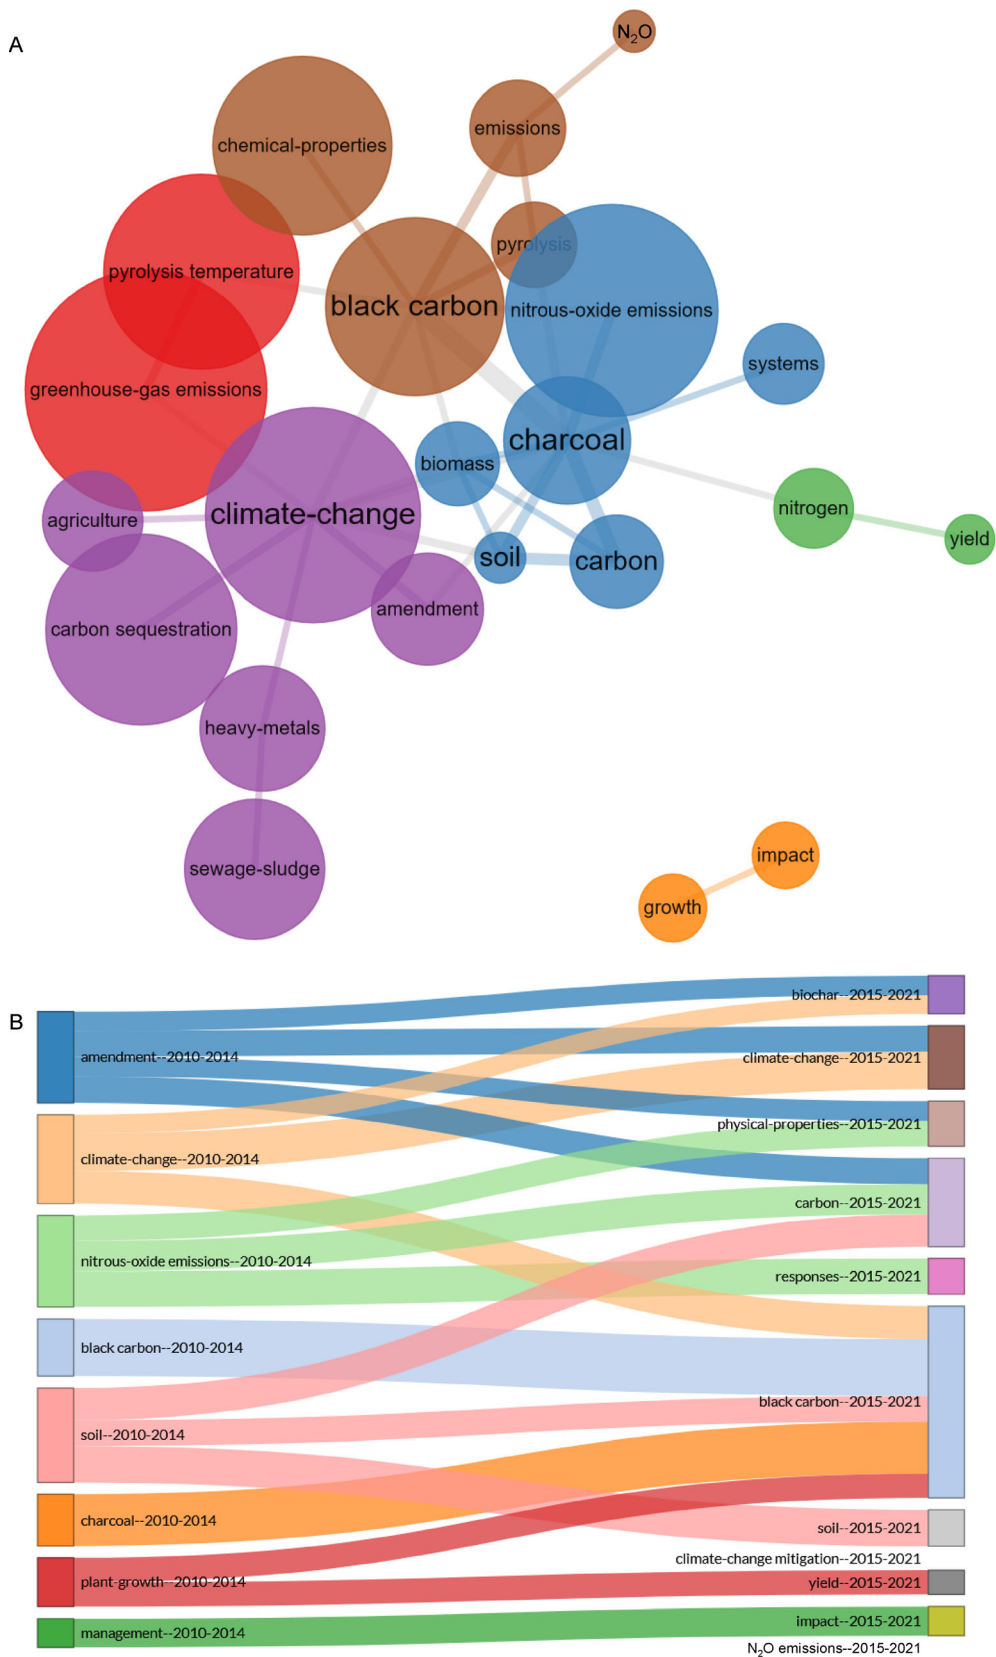 A
N₂O
emissions
chemical-properties
pyrolysis
pyrolysis temperature
black carbon
nitrous-oxide emissions
systems
greenhouse-gas emissions
charcoal
biomass
nitrogen
climate-change
agriculture
yield
soil
carbon
amendment
carbon sequestration
heavy-metals
impact
sewage-sludge
growth
B
amendment--2010-2014
climate-change--2010-2014
nitrous-oxide emissions--2010-2014
black carbon--2010-2014
soil--2010-2014
charcoal--2010-2014
plant-growth--2010-2014
management--2010-2014
biochar--2015-2021
climate-change--2015-2021
physical-properties--2015-2021
carbon--2015-2021
responses--2015-2021
black carbon--2015-2021
soil--2015-2021
climate-change mitigation--2015-2021
yield--2015-2021
impact--2015-2021
N₂O emissions--2015-2021